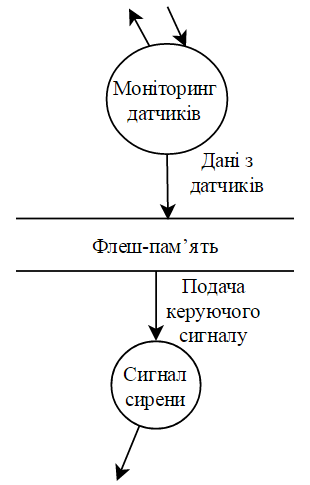 Моніторинг
датчиків
Дані з
датчиків
Флеш-пам’ять
Подача
керуючого
сигналу
Сигнал
сирени